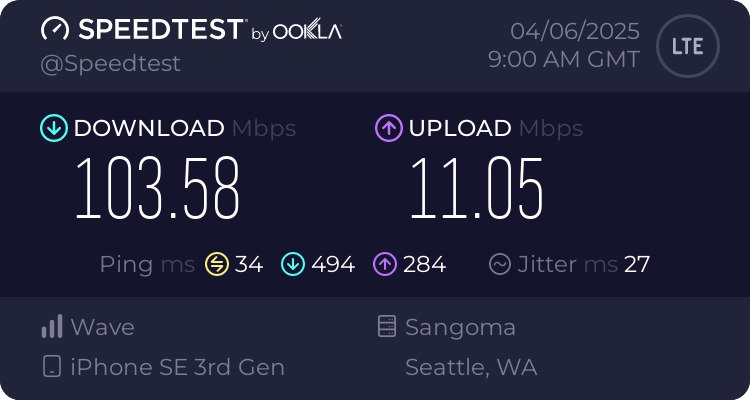 SPEEDTEST® by OOKLA®
@Speedtest
04/06/2025
9:00 AM GMT
LTE
DOWNLOAD Mbps
103.58
UPLOAD Mbps
11.05
Ping ms 34 494 284 Jitter ms 27
Wave
iPhone SE 3rd Gen
Sangoma
Seattle, WA